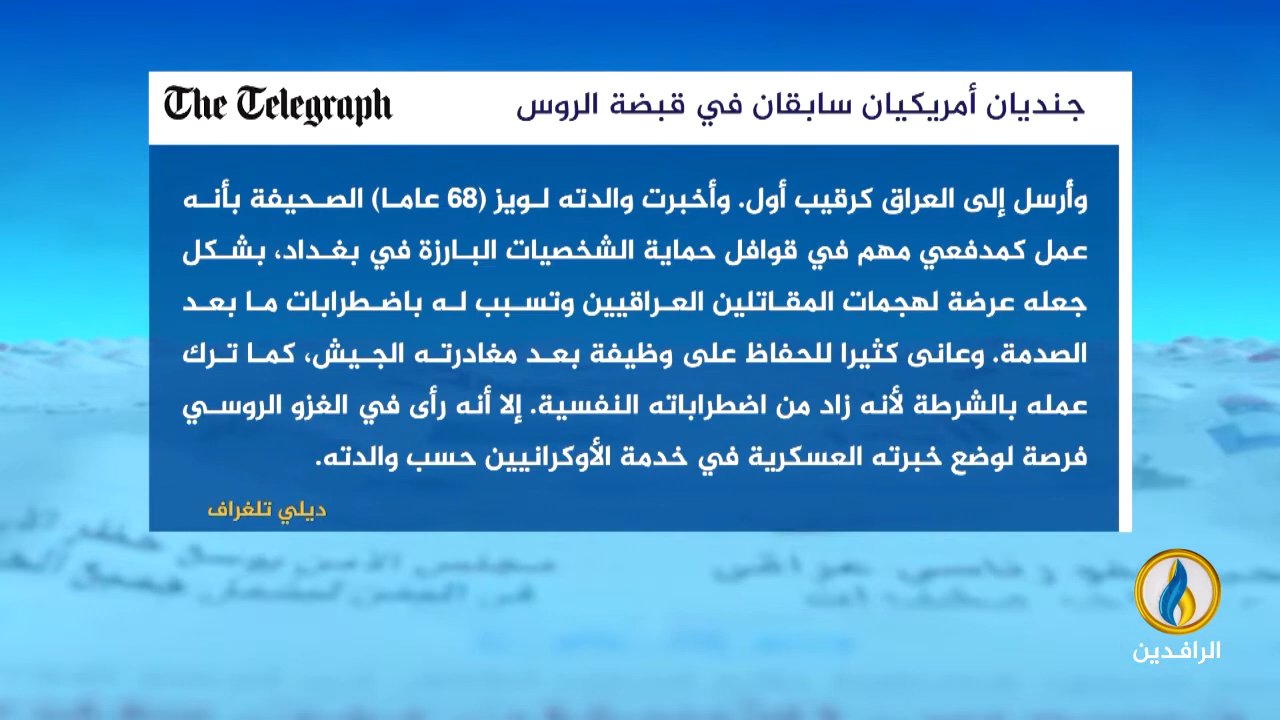 The Telegraph
جنديان أمريكيان سابقان في قبضة الروس
وأرسل إلى العراق كرقيب أول. وأخبرت والدته لويز (68 عاما) الصحيفة بأنه
عمل كمدفعي مهم في قوافل حماية الشخصيات البارزة في بغداد، بشكل
جعله عرضة لهجمات المقاتلين العراقيين وتسبب له باضطرابات ما بعد
الصدمة. وعانى كثيرا للحفاظ على وظيفة بعد مغادرته الجيش، كما ترك
عمله بالشرطة لأنه زاد من اضطراباته النفسية. إلا أنه رأى في الغزو الروسي
فرصة لوضع خبرته العسكرية في خدمة الأوكرانيين حسب والدته.
ديلي تلغراف
الرافدين